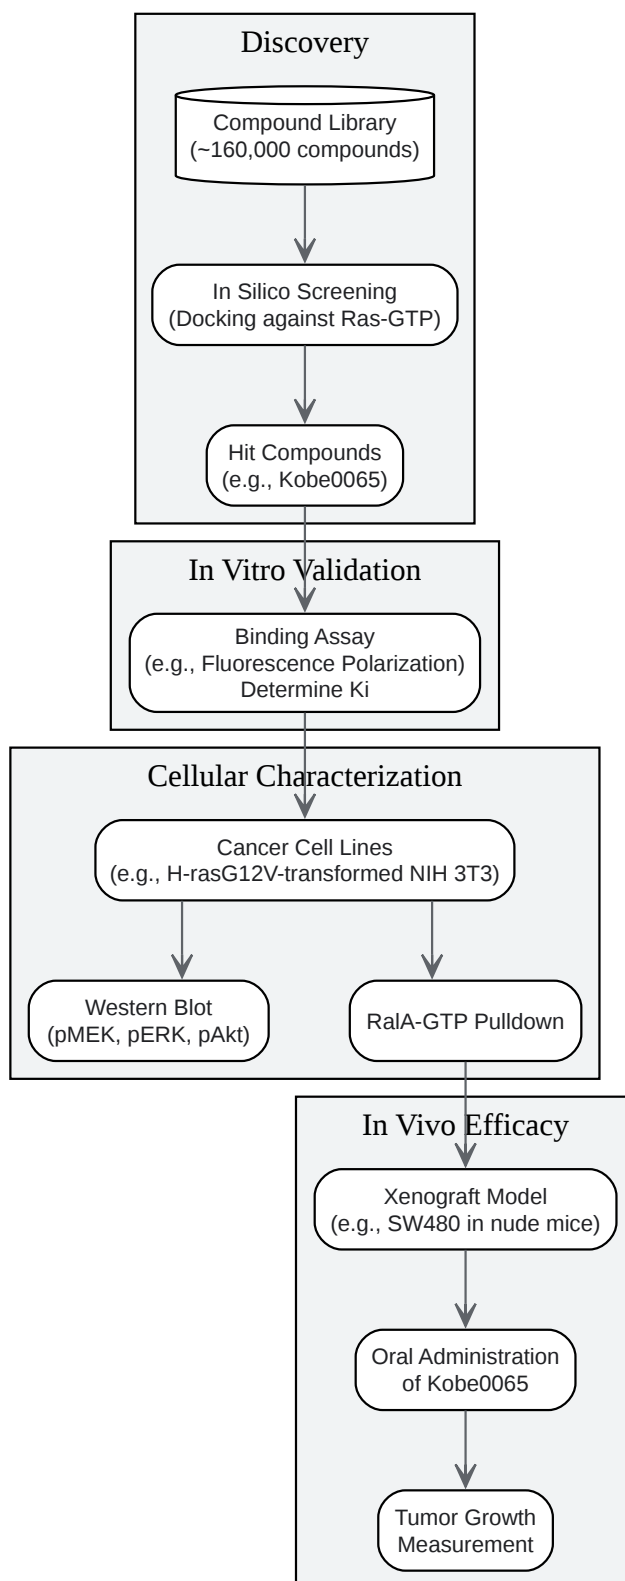 Discovery
Compound Library
(~160,000 compounds)
In Silico Screening
(Docking against Ras-GTP)
Hit Compounds
(e.g., Kobe0065)
In Vitro Validation
Binding Assay
(e.g., Fluorescence Polarization)
Determine Ki
Cellular Characterization
Cancer Cell Lines
(e.g., H-rasG12V-transformed NIH 3T3)
Western Blot
(pMEK, pERK, pAkt)
RalA-GTP Pulldown
In Vivo Efficacy
Xenograft Model
(e.g., SW480 in nude mice)
Oral Administration
of Kobe0065
Tumor Growth
Measurement